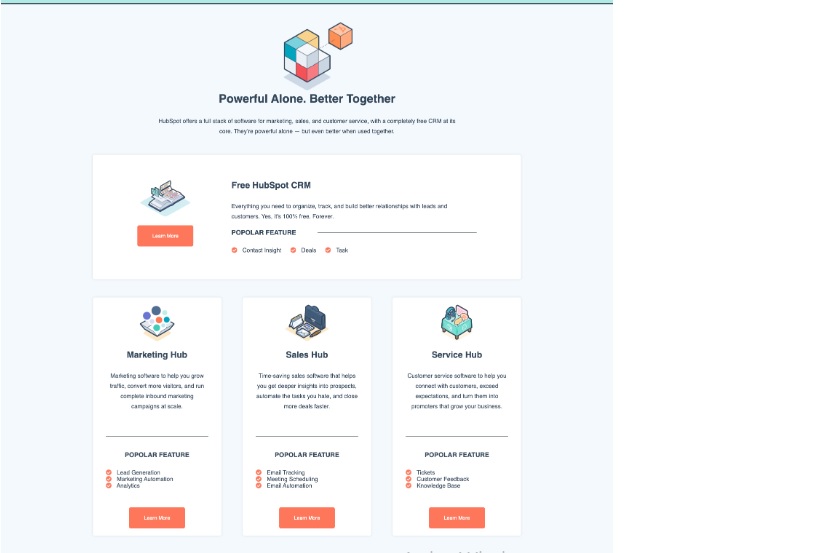 Powerful Alone. Better Together
HubSpot offers a full stack of software for marketing, sales, and customer service, with a completely free CRM at its
core. They're powerful alone — but even better when used together.
Free HubSpot CRM
Everything you need to organize, track, and build better relationships with leads and
customers. Yes, it's 100% free. Forever.
POPOLAR FEATURE
Contact Insight Deals Task
Learn More
Marketing Hub
Marketing software to help you grow
traffic, convert more visitors, and run
complete inbound marketing
campaigns at scale.
POPOLAR FEATURE
Lead Generation
Marketing Automation
Analytics
Learn More
Sales Hub
Time-saving sales software that helps
you get deeper insights into prospects,
automate the tasks you hate, and close
more deals faster.
POPOLAR FEATURE
Email Tracking
Meeting Scheduling
Email Automation
Learn More
Service Hub
Customer service software to help you
connect with customers, exceed
expectations, and turn them into
promoters that grow your business.
POPOLAR FEATURE
Tickets
Customer Feedback
Knowledge Base
Learn More